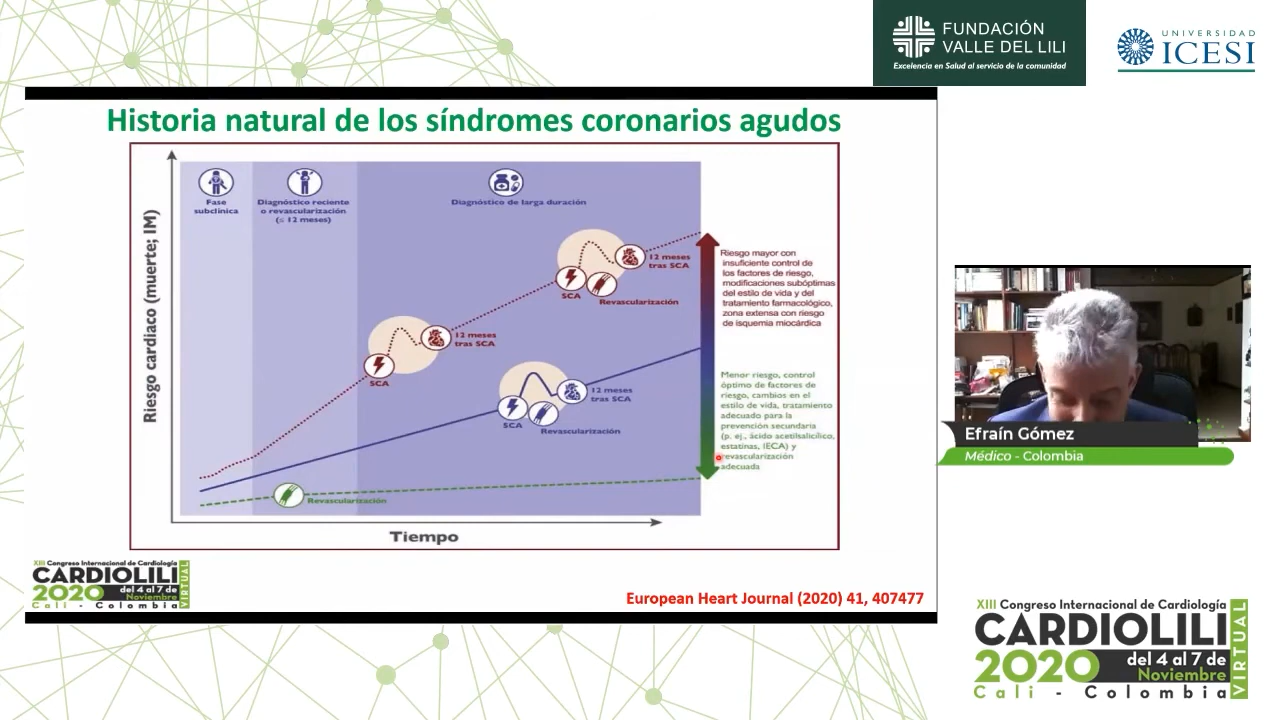 FUNDACIÓN
VALLE DEL LILI
Excelencia en Salud al servicio de la comunidad
UNIVERSIDAD
ICESI
Historia natural de los síndromes coronarios agudos
Riesgo cardiaco (muerte; IM)
Fase
subclínica
Diagnóstico reciente
o revascularización
(≤ 12 meses)
Diagnóstico de larga duración
12 meses
tras SCA
SCA
Revascularización
12 meses
tras SCA
SCA
12 meses
tras SCA
SCA
Revascularización
Revascularización
Riesgo mayor con
insuficiente control de
los factores de riesgo,
modificaciones subóptimas
del estilo de vida y del
tratamiento farmacológico,
zona extensa con riesgo
de isquemia miocárdica
Menor riesgo, control
óptimo de factores de
riesgo, cambios en el
estilo de vida, tratamiento
adecuado para la
prevención secundaria
(p. ej., ácido acetilsalicílico,
estatinas, IECA) y
revascularización
adecuada
Tiempo
XIII Congreso Internacional de Cardiología
CARDIOLILI
2020 del 4 al 7 de
Noviembre
Cali - Colombia
VIRTUAL
European Heart Journal (2020) 41, 407477
Efraín Gómez
Médico - Colombia
XIII Congreso Internacional de Cardiología
CARDIOLILI
2020 del 4 al 7 de
Noviembre
Cali - Colombia
VIRTUAL